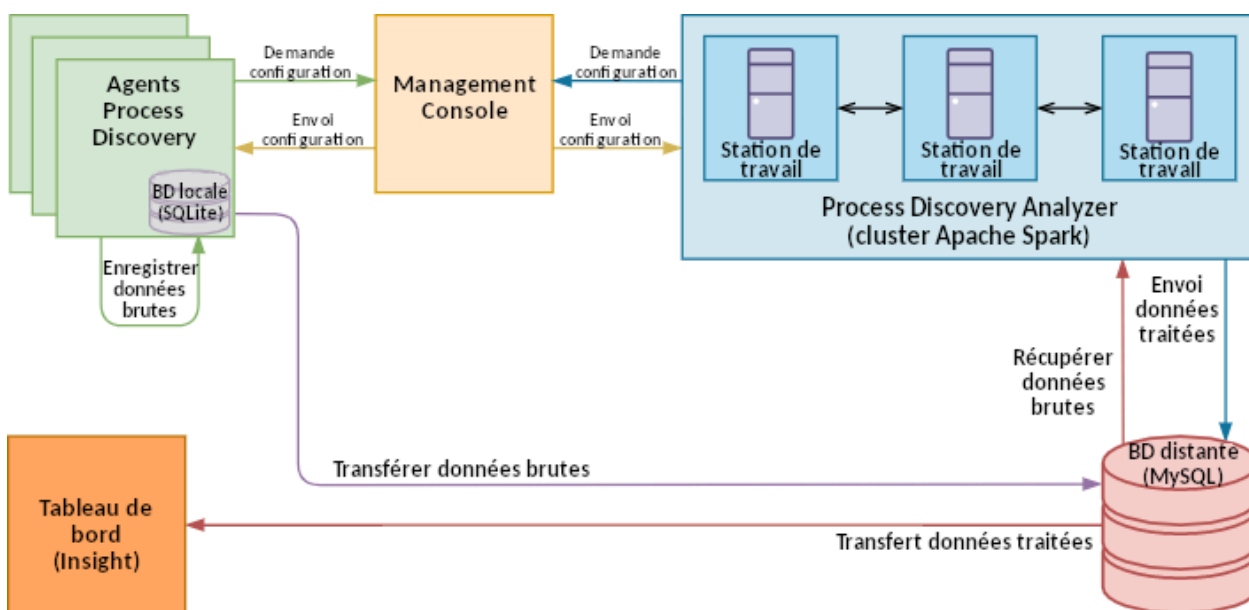 Agents
Process
Discovery
BD locale
(SQLite)
Enregistrer
données
brutes
Demande
configuration
Envoi
configuration
Management
Console
Demande
configuration
Envoi
configuration
Station de
travail
Station de
travail
Station de
travail
Process Discovery Analyzer
(cluster Apache Spark)
Envoi
données
traitées
Récupérer
données
brutes
BD distante
(MySQL)
Transférer données brutes
Transfert données traitées
Tableau de
bord
(Insight)